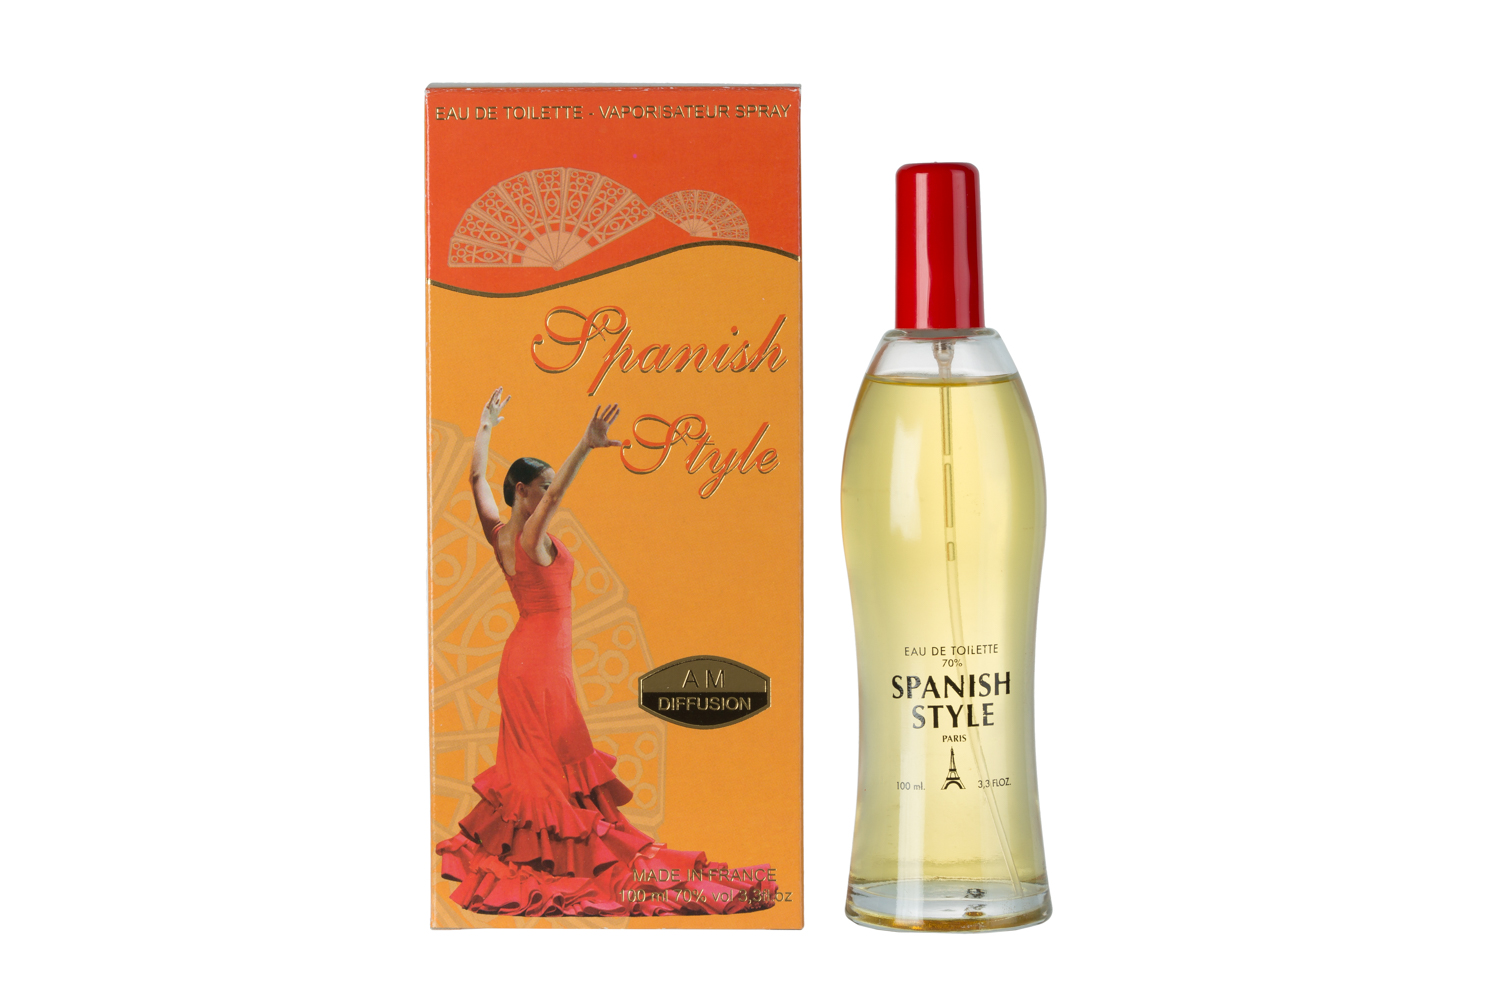 EAU DE TOILETTE - VAPORISATEUR SPRAY
Spanish
Style
AM
DIFFUSION
MADE IN FRANCE
100 ml 70% vol 3,3fl.oz
EAU DE TOILETTE
70%
SPANISH
STYLE
PARIS
100 ml. 3,3 FLOZ.